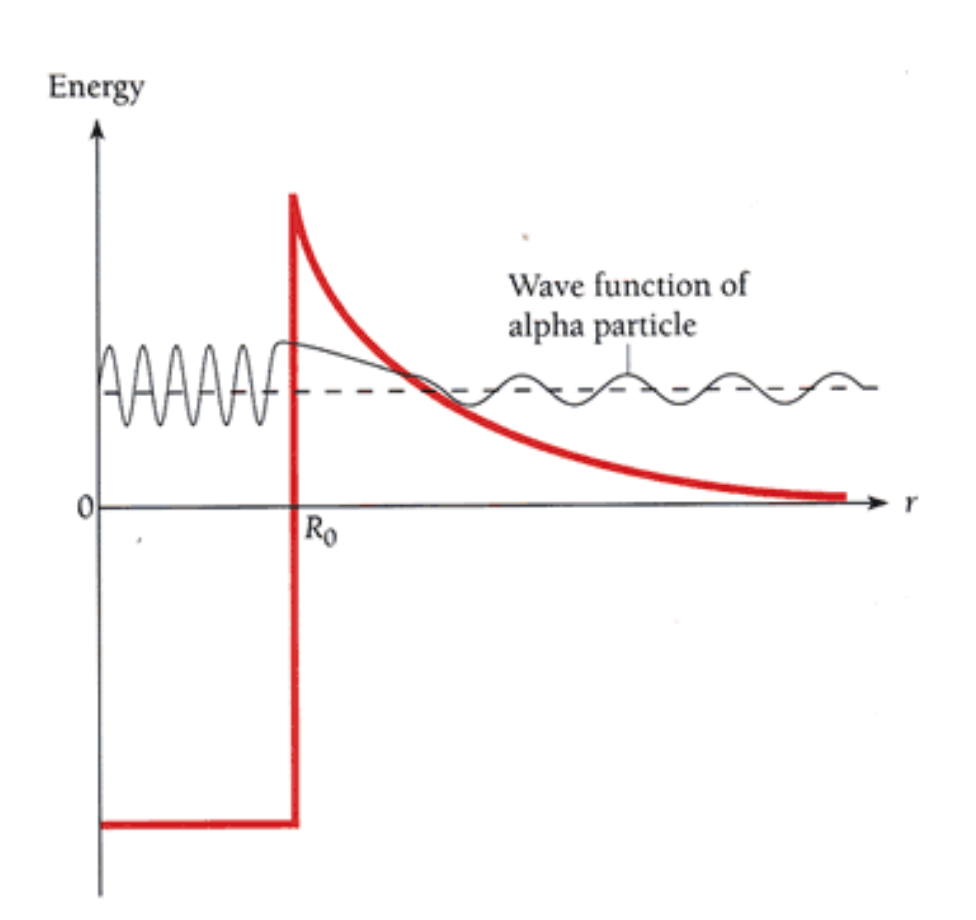 Energy
Wave function of
alpha particle
0
r
R0